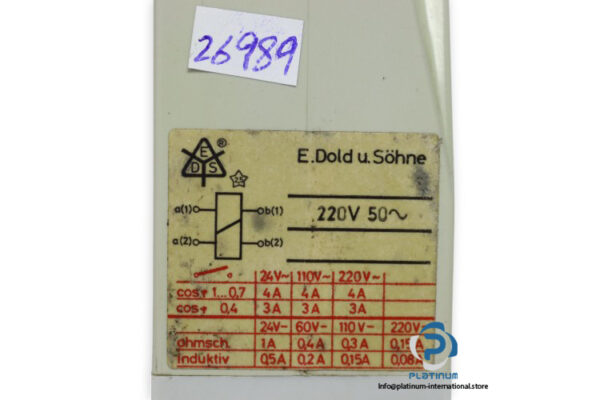 26989
E D S ®
E.Dold u. Söhne
a(1) b(1)
220V 50~
a(2) b(2)
24V~ 110V~ 220V~
cos φ 1...0,7 4A 4A 4A
cos φ 0,4 3A 3A 3A
24V- 60V- 110V- 220V-
ohmsch. 1A 0,4A 0,3A 0,15A
induktiv 0,5A 0,2A 0,15A 0,08A
PLATINUM
info@platinum-international.store